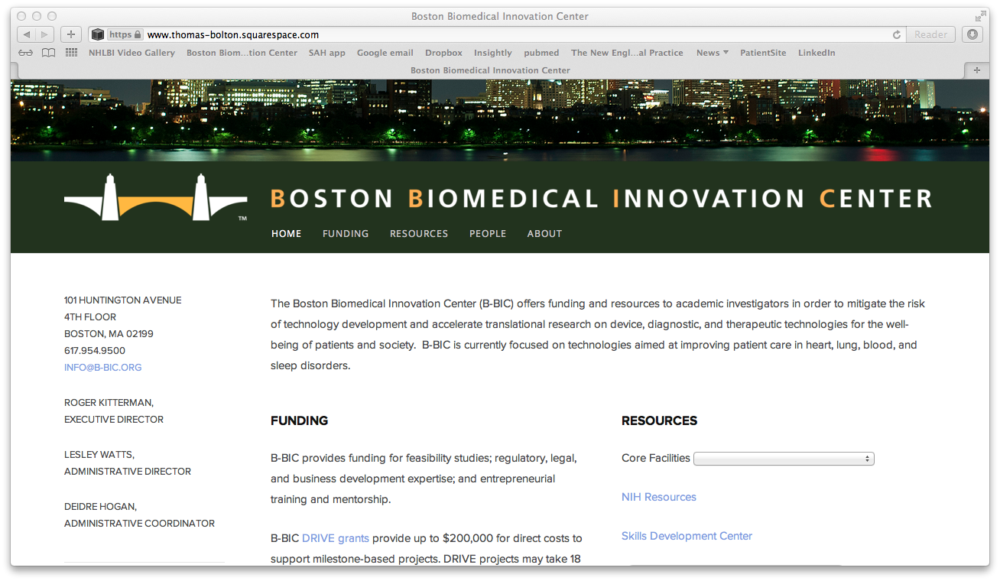 Boston Biomedical Innovation Center
https www.thomas-bolton.squarespace.com Reader
NHLBI Video Gallery Boston Biom...tion Center SAH app Google email Dropbox Insightly pubmed The New Engl...al Practice News PatientSite LinkedIn
Boston Biomedical Innovation Center
BOSTON BIOMEDICAL INNOVATION CENTER
TM
HOME FUNDING RESOURCES PEOPLE ABOUT
101 HUNTINGTON AVENUE
4TH FLOOR
BOSTON, MA 02199
617.954.9500
INFO@B-BIC.ORG
ROGER KITTERMAN,
EXECUTIVE DIRECTOR
LESLEY WATTS,
ADMINISTRATIVE DIRECTOR
DEIDRE HOGAN,
ADMINISTRATIVE COORDINATOR
The Boston Biomedical Innovation Center (B-BIC) offers funding and resources to academic investigators in order to mitigate the risk
of technology development and accelerate translational research on device, diagnostic, and therapeutic technologies for the well-
being of patients and society.  B-BIC is currently focused on technologies aimed at improving patient care in heart, lung, blood, and
sleep disorders.
FUNDING
B-BIC provides funding for feasibility studies; regulatory, legal,
and business development expertise; and entrepreneurial
training and mentorship.
B-BIC DRIVE grants provide up to $200,000 for direct costs to
support milestone-based projects. DRIVE projects may take 18
RESOURCES
Core Facilities
NIH Resources
Skills Development Center